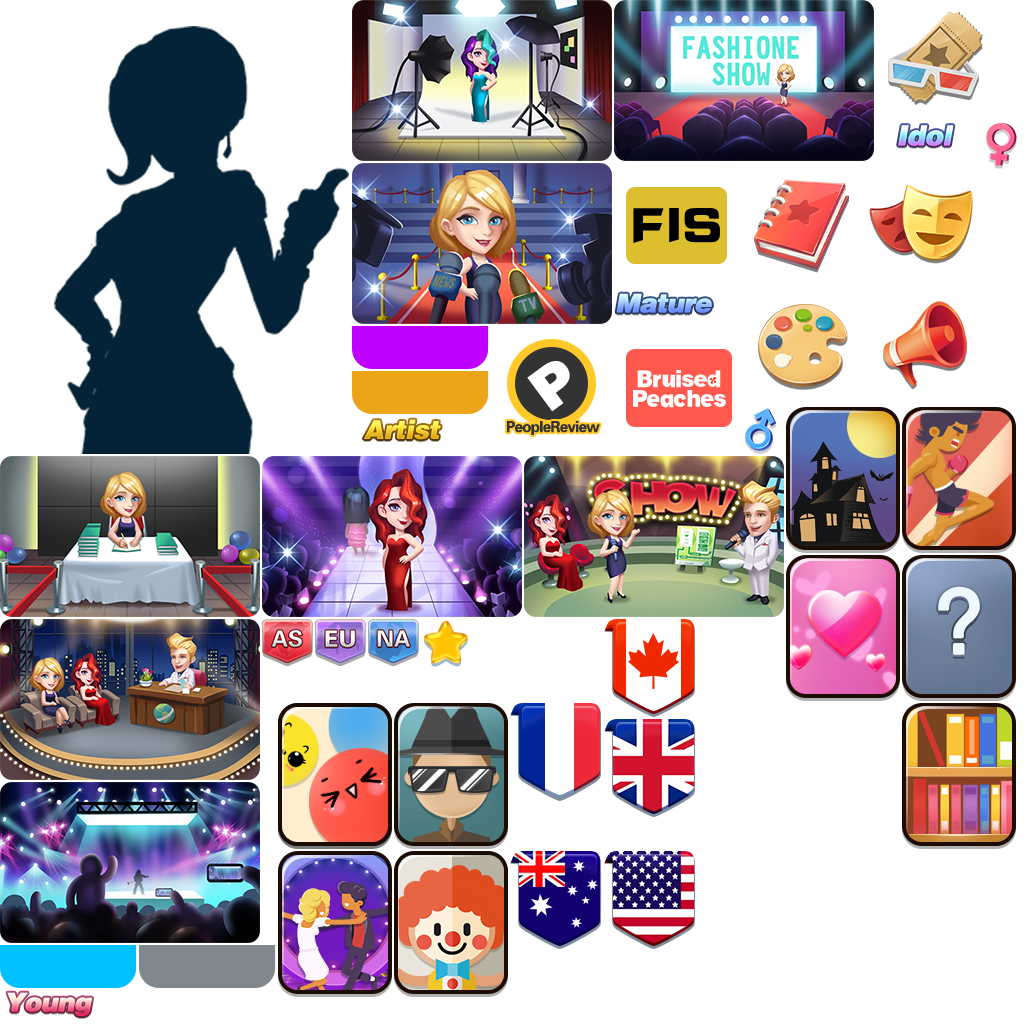 FASHIONE
SHOW
Idol
NEWS
TV
FIS
Mature
P
PeopleReview
Bruised
Peaches
Artist
SHOW
AS
EU
NA
?
Young